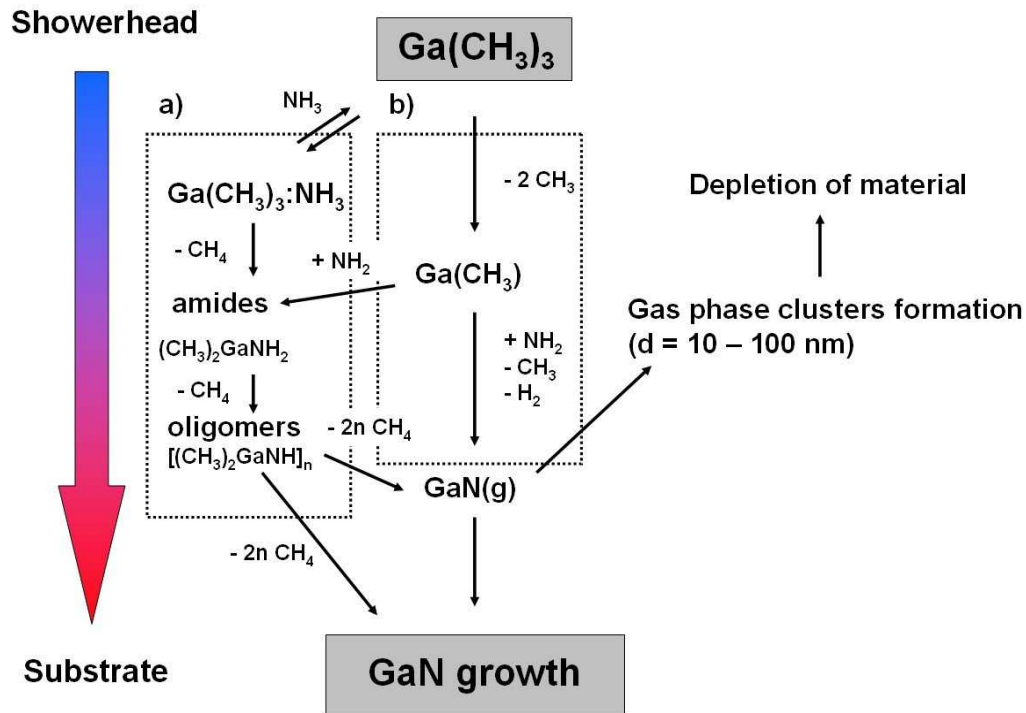 Showerhead
Ga(CH₃)₃
a)
NH₃
b)
- 2 CH₃
Ga(CH₃)₃:NH₃
- CH₄
+ NH₂
Ga(CH₃)
amides
(CH₃)₂GaNH₂
+ NH₂
- CH₃
- H₂
- CH₄
oligomers
[(CH₃)₂GaNH]ₙ
- 2n CH₄
GaN(g)
- 2n CH₄
Depletion of material
Gas phase clusters formation
(d = 10 – 100 nm)
Substrate
GaN growth